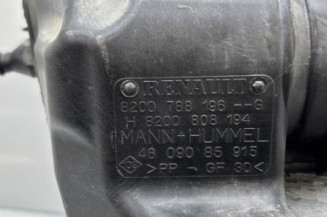 RENAULT
8200 788 196 --G
H 8200 808 194
MANN+HUMMEL
46 090 85 915
>PP - GF 30<